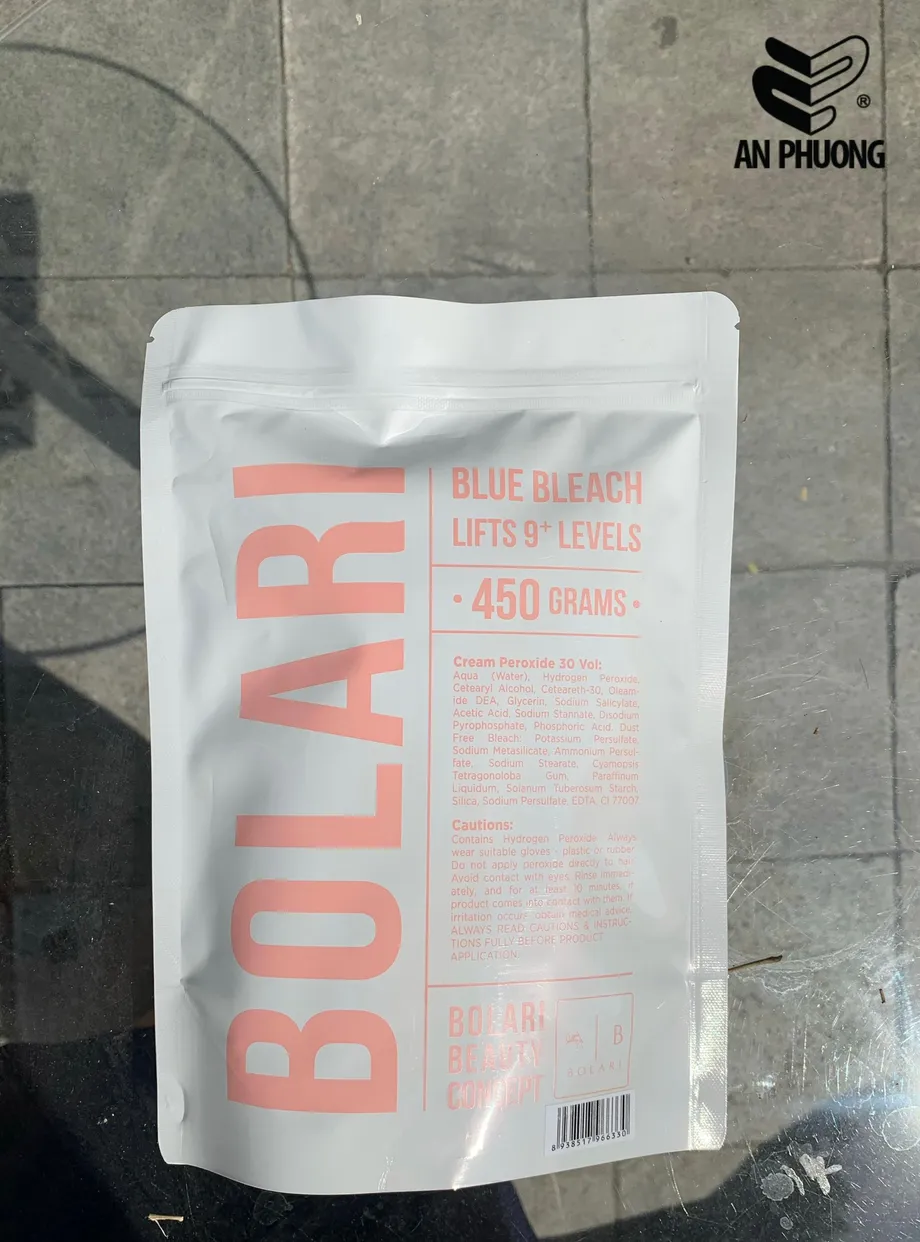 ®
AN PHUONG
BOLARI
BLUE BLEACH
LIFTS 9+ LEVELS
• 450 GRAMS •
Cream Peroxide 30 Vol:
Aqua (Water), Hydrogen Peroxide,
Cetearyl Alcohol, Ceteareth-30, Oleam-
ide DEA, Glycerin, Sodium Salicylate,
Acetic Acid, Sodium Stannate, Disodium
Pyrophosphate, Phosphoric Acid. Dust
Free Bleach: Potassium Persulfate,
Sodium Metasilicate, Ammonium Persul-
fate, Sodium Stearate, Cyamopsis
Tetragonoloba Gum, Paraffinum
Liquidum, Solanum Tuberosum Starch,
Silica, Sodium Persulfate, EDTA, CI 77007
Cautions:
Contains Hydrogen Peroxide. Always
wear suitable gloves - plastic or rubber
Do not apply peroxide directly to hair
Avoid contact with eyes. Rinse immedi-
ately, and for at least 10 minutes, if
product comes into contact with them. If
irritation occurs obtain medical advice.
ALWAYS READ CAUTIONS & INSTRUC-
TIONS FULLY BEFORE PRODUCT
APPLICATION.
BOLARI
BEAUTY
CONCEPT
B
BOLARI
8 938517 966330